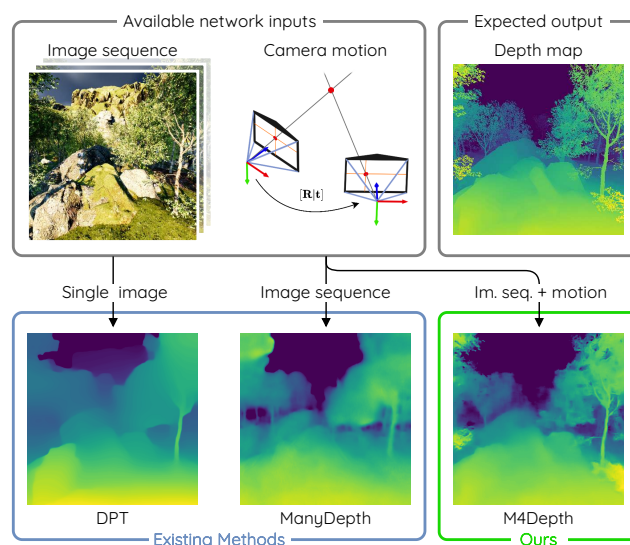 Available network inputs
Expected output
Image sequence
Camera motion
Depth map
[R|t]
Single image
Image sequence
Im. seq. + motion
DPT
ManyDepth
M4Depth
Existing Methods
Ours